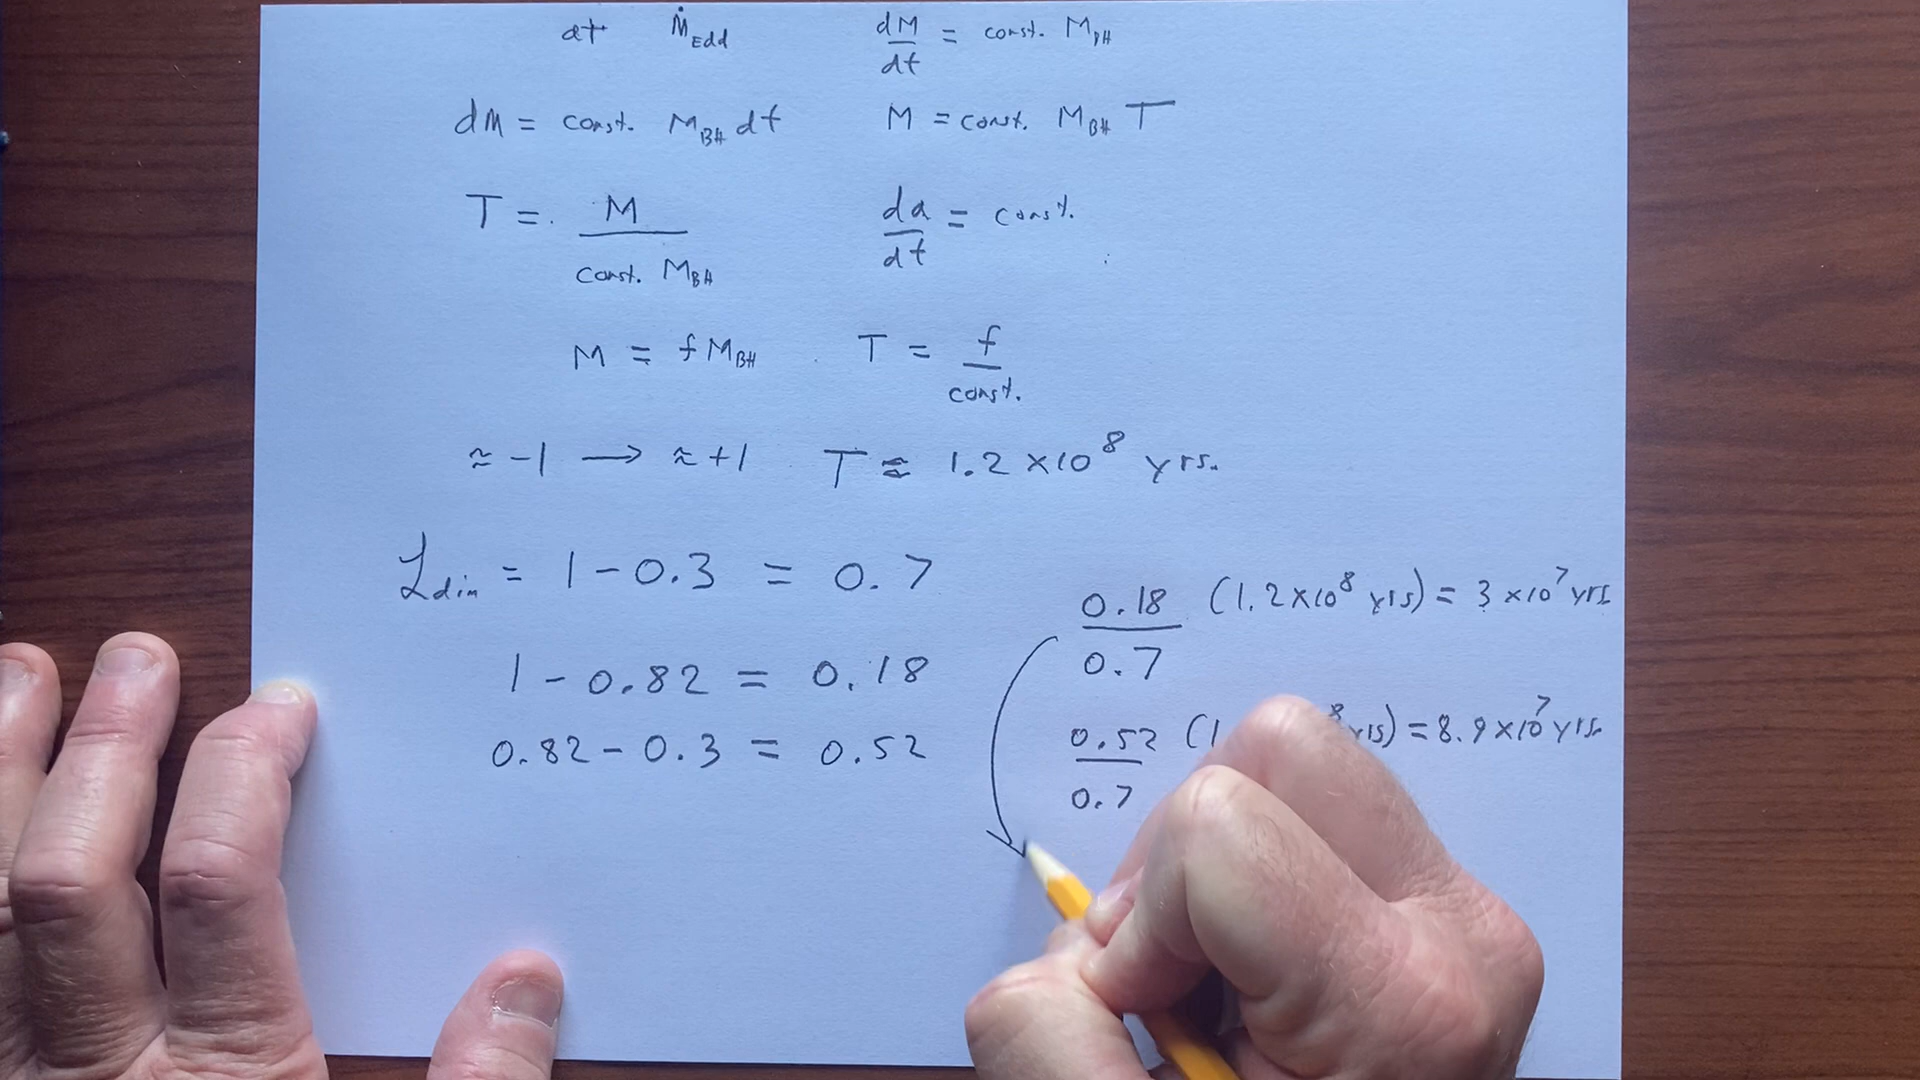 at Ṁ_Edd dM/dt = const. M_BH
dM = const. M_BH dt M = const. M_BH T
T = M / const. M_BH da/dt = const.
M = f M_BH T = f / const.
≈ -1 → ≈ +1 T ≈ 1.2 × 10^8 yrs.
ℒ_dim = 1 - 0.3 = 0.7
0.18 / 0.7 (1.2×10^8 yrs) = 3 × 10^7 yrs
1 - 0.82 = 0.18
0.82 - 0.3 = 0.52
0.52 / 0.7 (1 yrs) = 8.9 × 10^7 yrs.